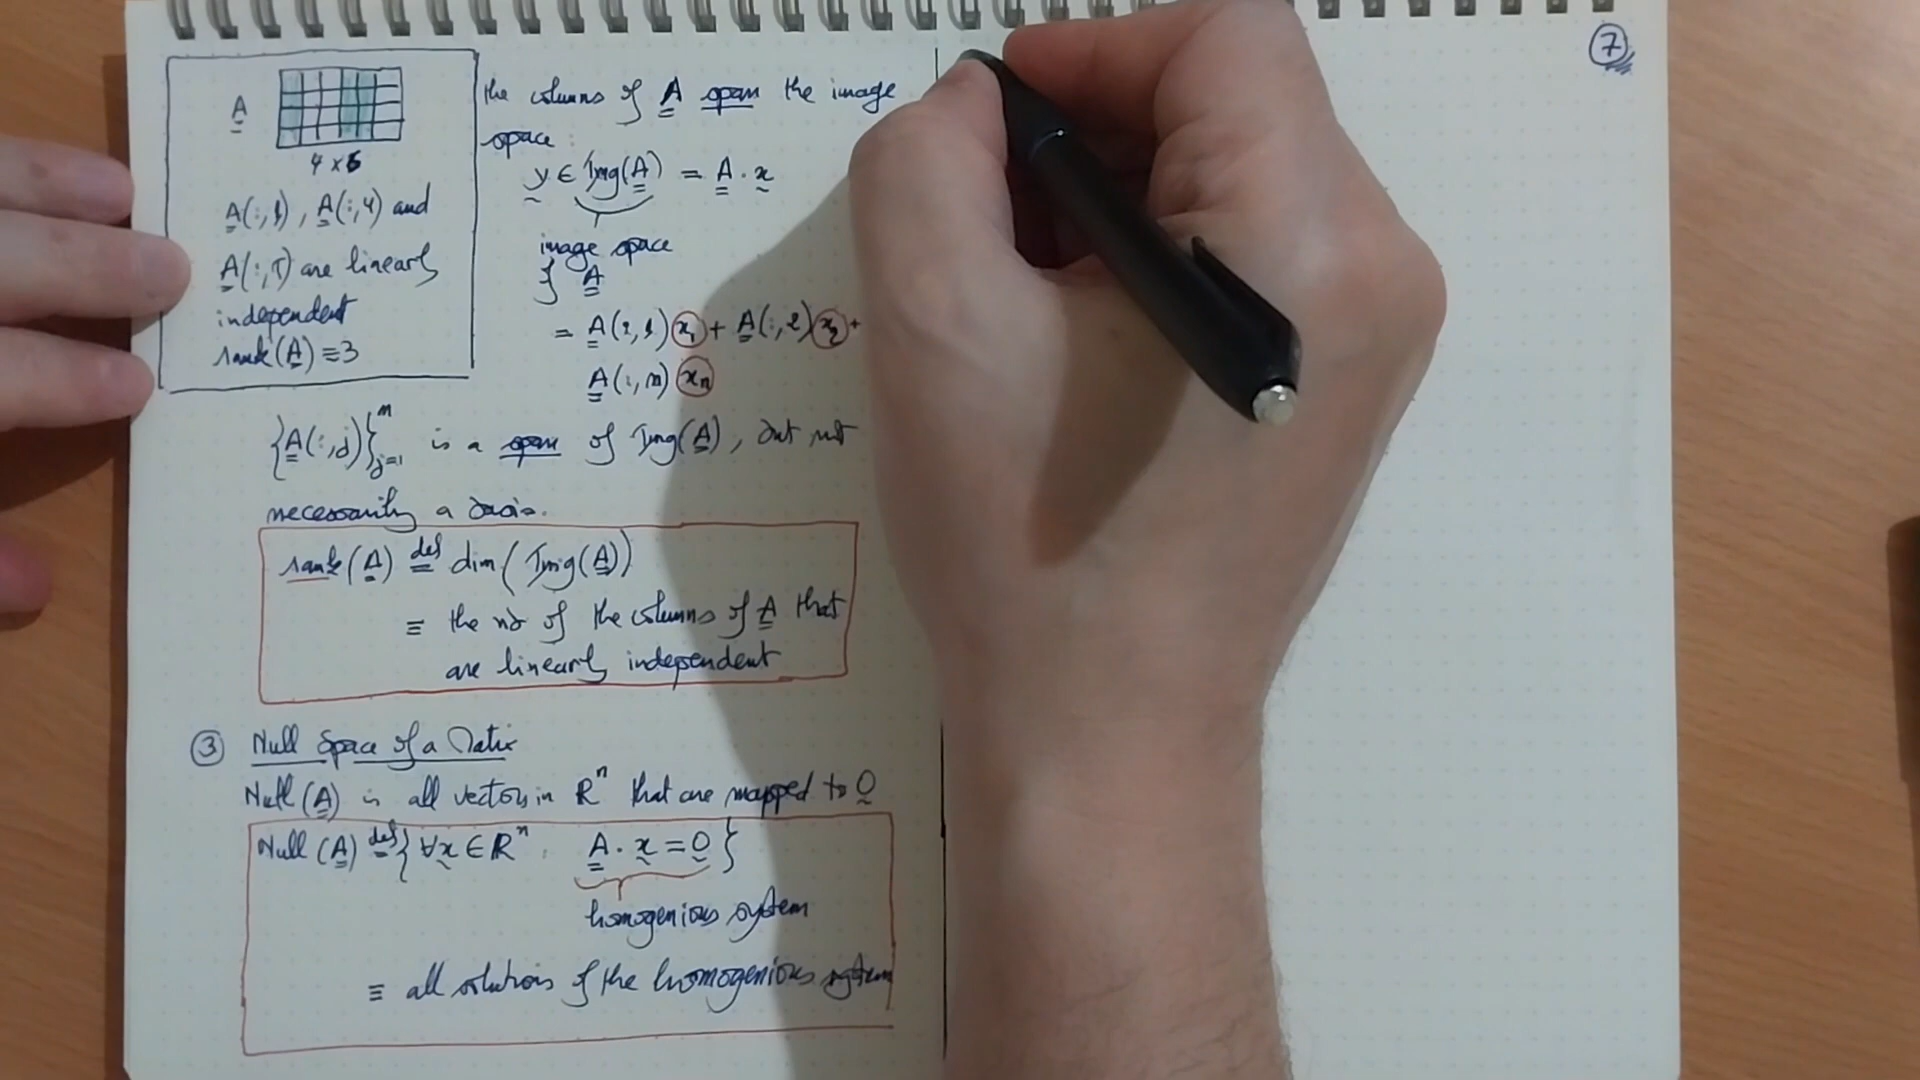 7
A
4 x 6
A(:,1), A(:,4) and
A(:,5) are linearly
independent
rank(A) ≡ 3
the columns of A span the image
space:
y ∈ Img(A) = A · x
image space
of A
= A(:,1) x₁ + A(:,2) x₂ +
A(:,n) xₙ
{A(:,j)}ⁿⱼ₌₁ is a span of Img(A), but not
necessarily a basis.
rank(A) def= dim(Img(A))
≡ the nb of the columns of A that
are linearly independent
3 Null Space of a Matrix
Null(A) is all vectors in Rⁿ that are mapped to 0
Null(A) def= {∀x ∈ Rⁿ : A · x = 0}
homogenious system
≡ all solutions of the homogenious system